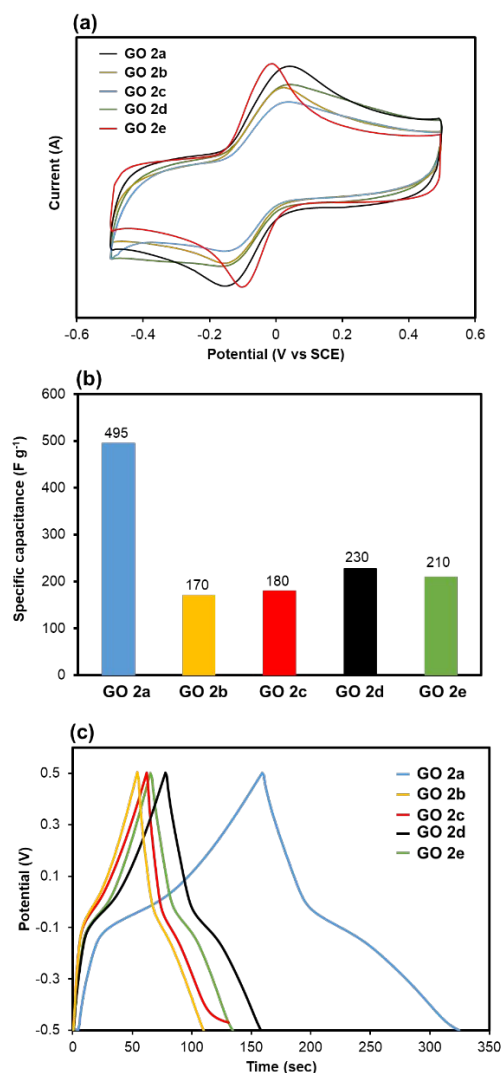 (a)
GO 2a
GO 2b
GO 2c
GO 2d
GO 2e
Current (A)
-0.6 -0.4 -0.2 0 0.2 0.4 0.6
Potential (V vs SCE)
(b)
Specific capacitance (F g-1)
600
500
400
300
200
100
0
495
170
180
230
210
GO 2a GO 2b GO 2c GO 2d GO 2e
(c)
GO 2a
GO 2b
GO 2c
GO 2d
GO 2e
Potential (V)
0.5
0.3
0.1
-0.1
-0.3
-0.5
0 50 100 150 200 250 300 350
Time (sec)